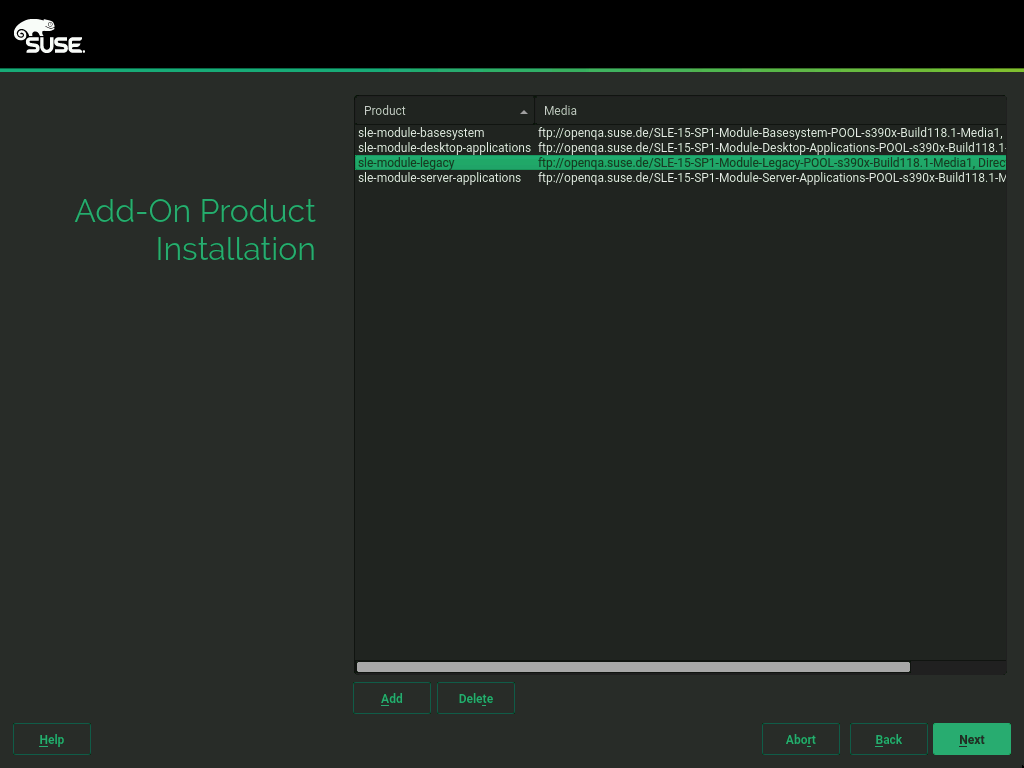 SUSE.
Add-On Product
Installation
Product Media
sle-module-basesystem ftp://openqa.suse.de/SLE-15-SP1-Module-Basesystem-POOL-s390x-Build118.1-Media1,
sle-module-desktop-applications ftp://openqa.suse.de/SLE-15-SP1-Module-Desktop-Applications-POOL-s390x-Build118.1-
sle-module-legacy ftp://openqa.suse.de/SLE-15-SP1-Module-Legacy-POOL-s390x-Build118.1-Media1, Direc
sle-module-server-applications ftp://openqa.suse.de/SLE-15-SP1-Module-Server-Applications-POOL-s390x-Build118.1-M
Add Delete
Help Abort Back Next